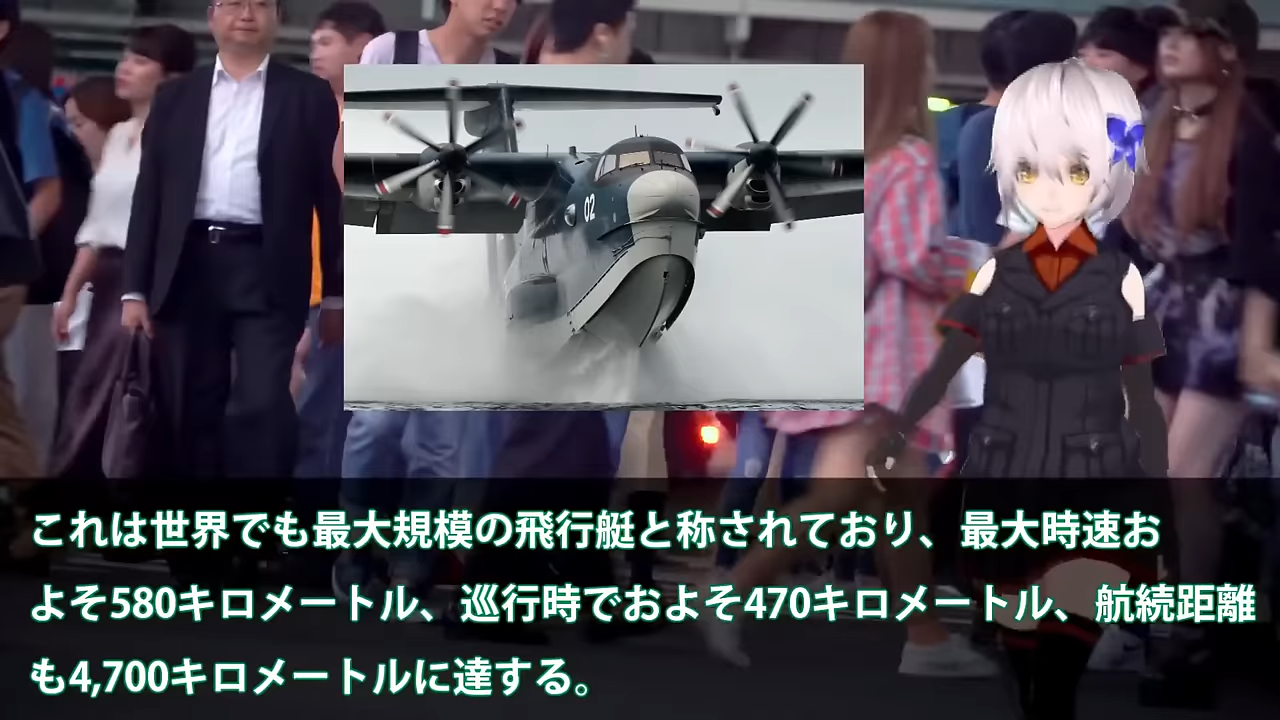 02
これは世界でも最大規模の飛行艇と称されており、最大時速お
よそ580キロメートル、巡行時でおよそ470キロメートル、航続距離
も4,700キロメートルに達する。